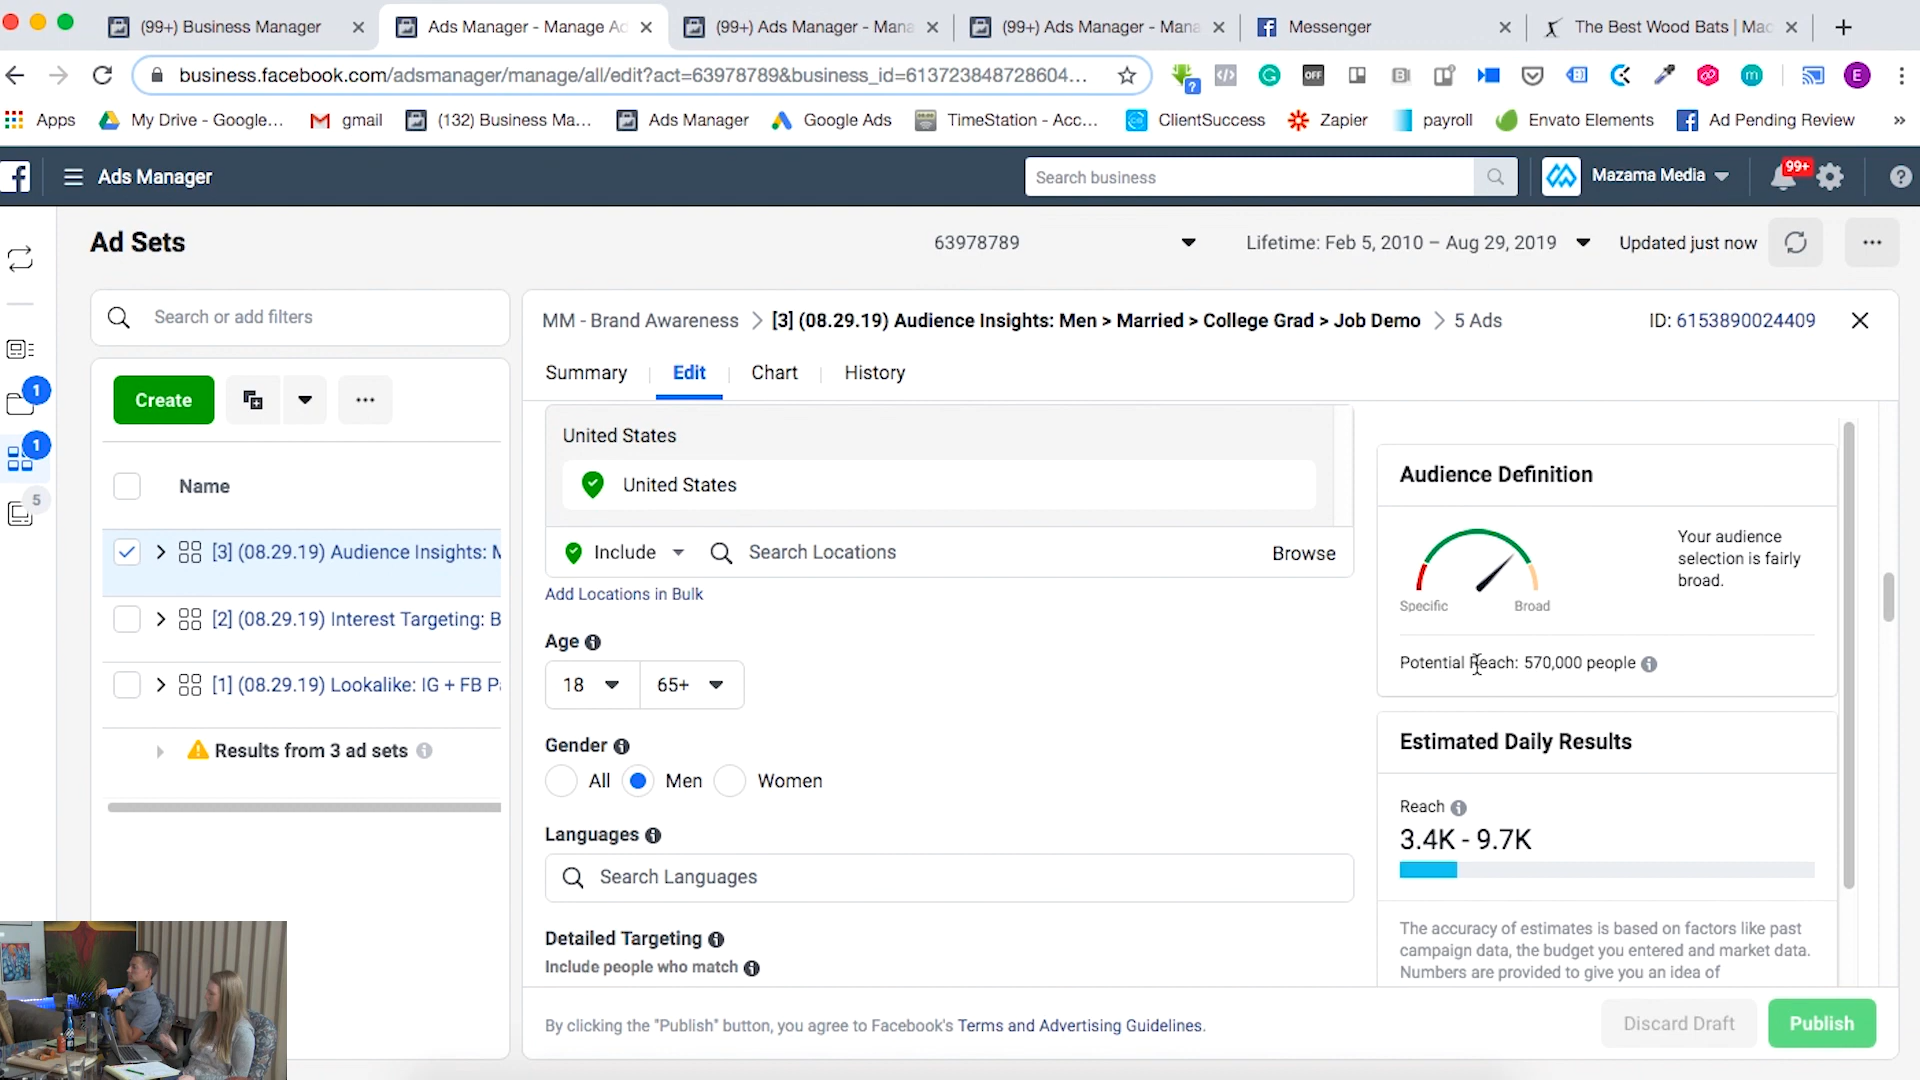 (99+) Business Manager
Ads Manager - Manage Ad
(99+) Ads Manager - Mana
(99+) Ads Manager - Mana
Messenger
The Best Wood Bats | Mac
business.facebook.com/adsmanager/manage/all/edit?act=63978789&business_id=613723848728604...
OFF
E
Apps
My Drive - Google...
gmail
(132) Business Ma...
Ads Manager
Google Ads
TimeStation - Acc...
ClientSuccess
Zapier
payroll
Envato Elements
Ad Pending Review
»
Ads Manager
Search business
Mazama Media
99+
Ad Sets
63978789
Lifetime: Feb 5, 2010 – Aug 29, 2019
Updated just now
Search or add filters
MM - Brand Awareness > [3] (08.29.19) Audience Insights: Men > Married > College Grad > Job Demo > 5 Ads
ID: 6153890024409
Summary
Edit
Chart
History
1
1
5
Create
Name
[3] (08.29.19) Audience Insights: M
[2] (08.29.19) Interest Targeting: B
[1] (08.29.19) Lookalike: IG + FB P
Results from 3 ad sets
United States
United States
Include
Search Locations
Browse
Add Locations in Bulk
Age
18
65+
Gender
All
Men
Women
Languages
Search Languages
Detailed Targeting
Include people who match
Audience Definition
Specific
Broad
Your audience
selection is fairly
broad.
Potential Reach: 570,000 people
Estimated Daily Results
Reach
3.4K - 9.7K
The accuracy of estimates is based on factors like past
campaign data, the budget you entered and market data.
Numbers are provided to give you an idea of
By clicking the "Publish" button, you agree to Facebook's Terms and Advertising Guidelines.
Discard Draft
Publish